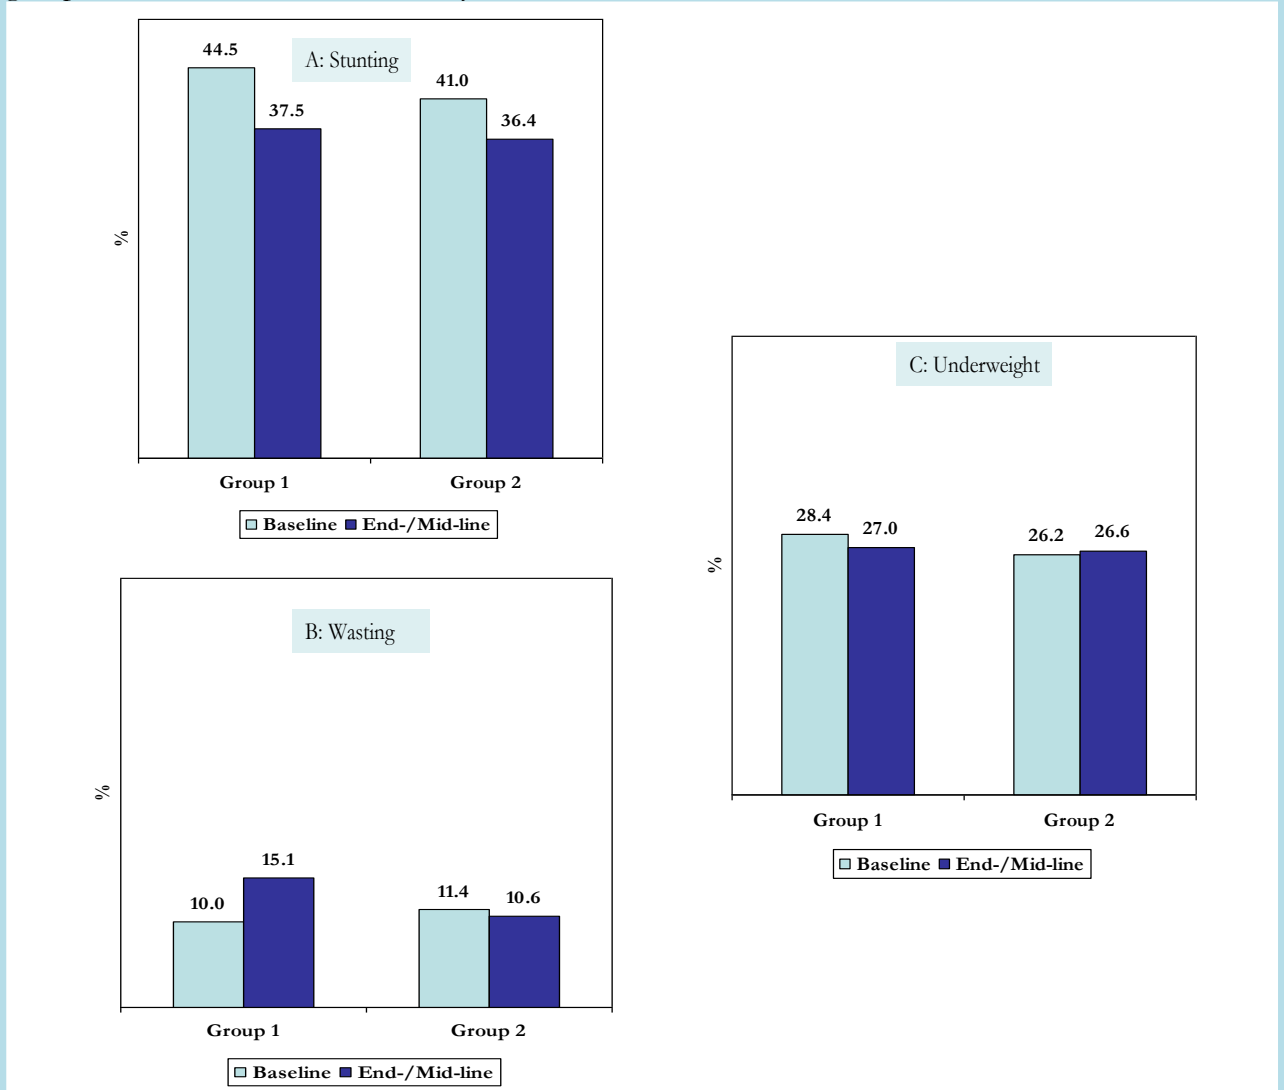 A: Stunting
44.5
37.5
41.0
36.4
%
Group 1
Group 2
Baseline End-/Mid-line
B: Wasting
10.0
15.1
11.4
10.6
%
Group 1
Group 2
Baseline End-/Mid-line
C: Underweight
28.4
27.0
26.2
26.6
%
Group 1
Group 2
Baseline End-/Mid-line